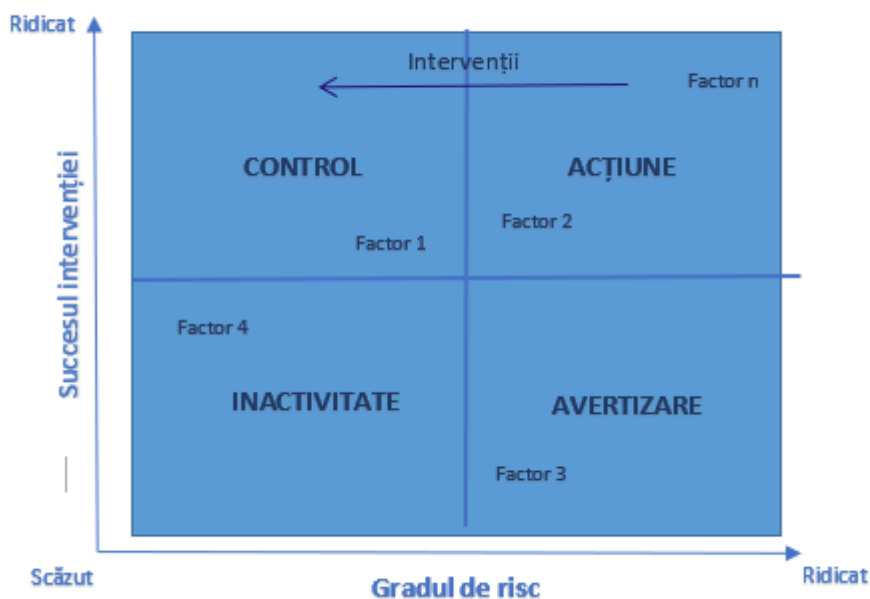 Ridicat
Intervenții
Factor n
CONTROL
ACȚIUNE
Factor 2
Factor 1
Succesul intervenției
Factor 4
INACTIVITATE
AVERTIZARE
Factor 3
Scăzut
Gradul de risc
Ridicat